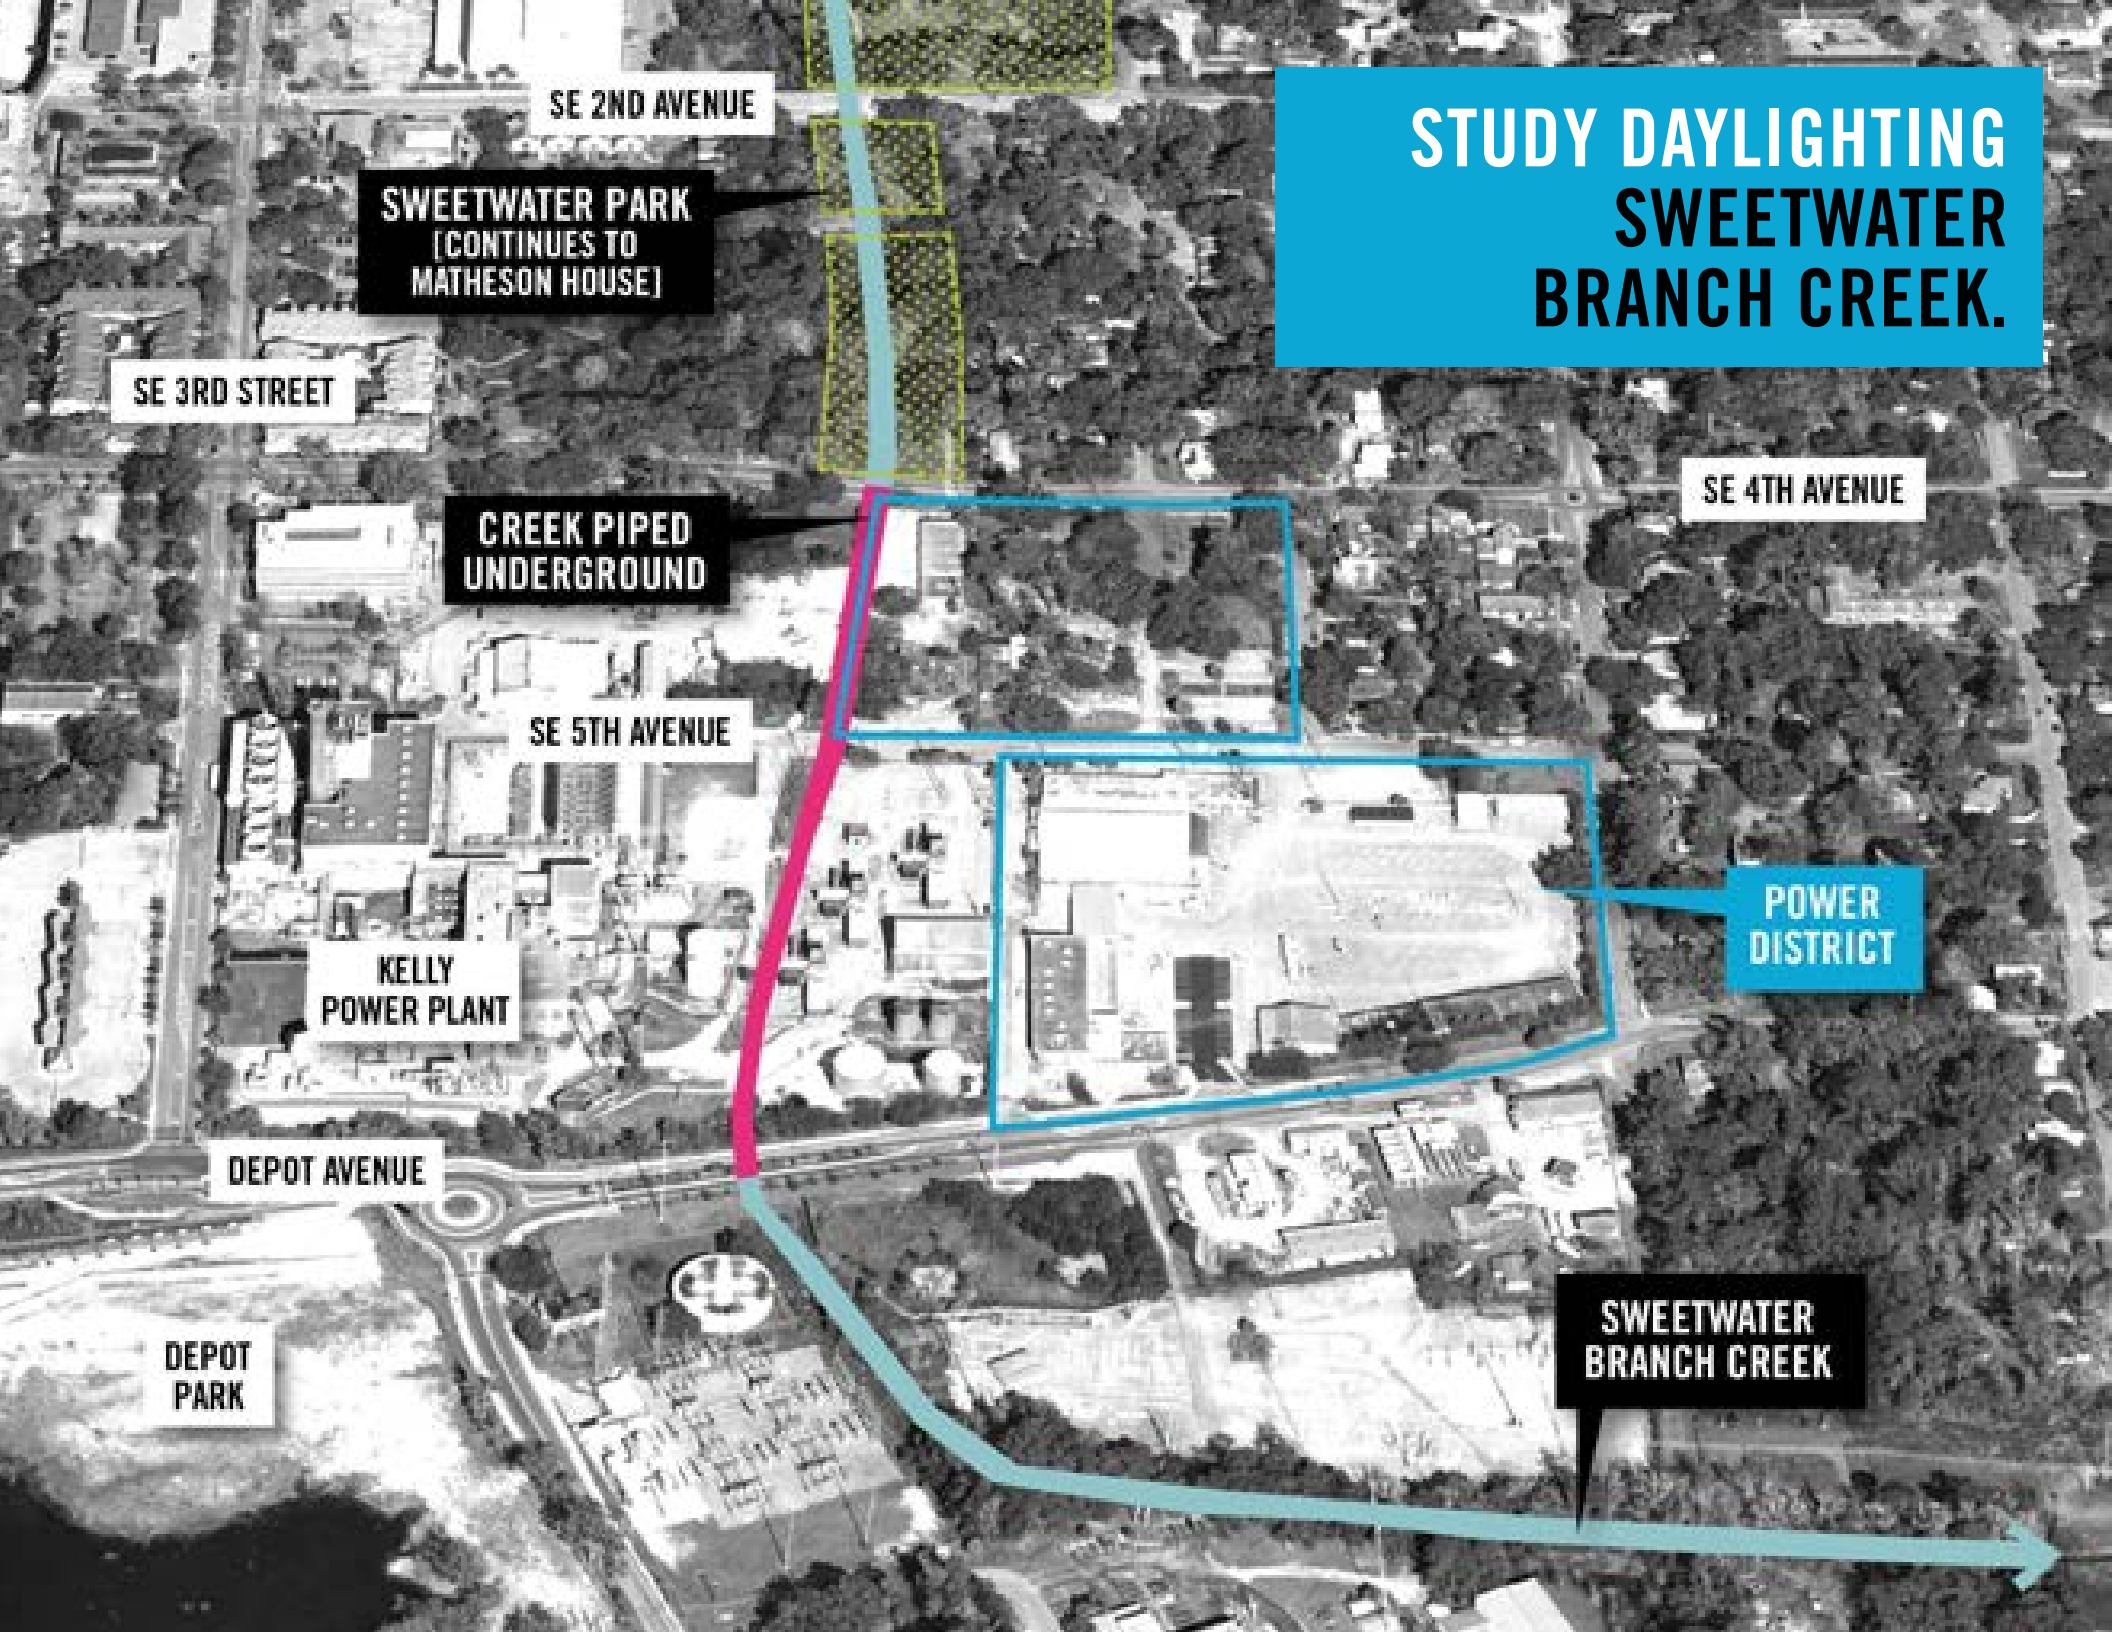 STUDY DAYLIGHTING
SWEETWATER
BRANCH CREEK.
SE 2ND AVENUE
SWEETWATER PARK
[CONTINUES TO
MATHESON HOUSE]
SE 3RD STREET
SE 4TH AVENUE
CREEK PIPED
UNDERGROUND
SE 5TH AVENUE
POWER
DISTRICT
KELLY
POWER PLANT
DEPOT AVENUE
SWEETWATER
BRANCH CREEK
DEPOT
PARK